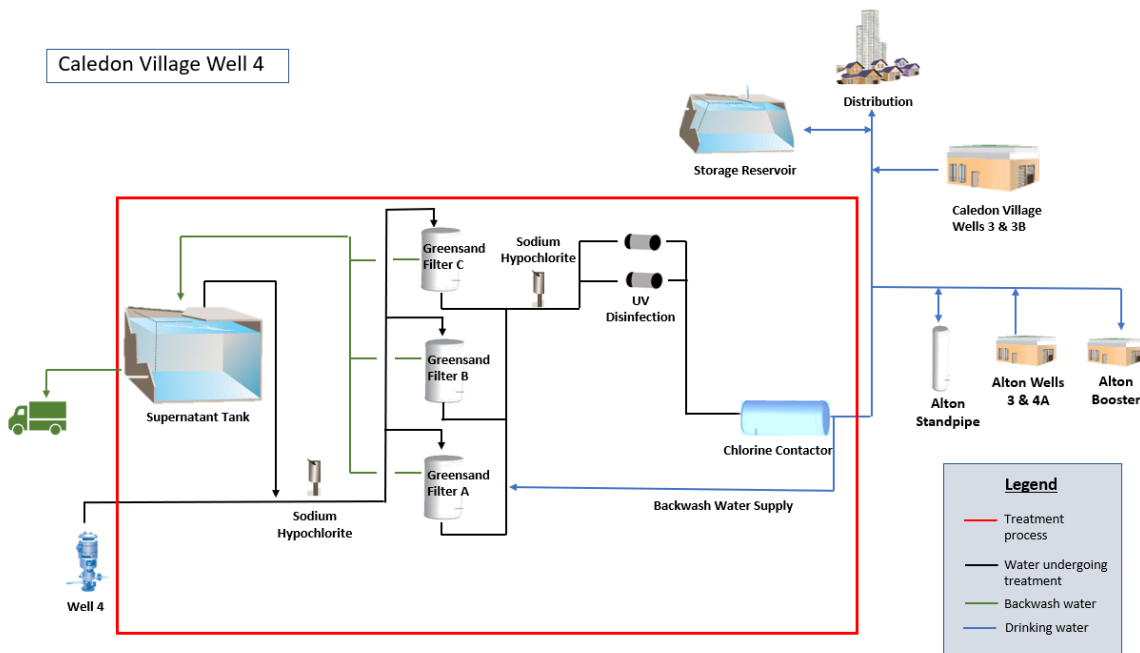 Caledon Village Well 4
Distribution
Storage Reservoir
Caledon Village
Wells 3 & 3B
Greensand
Filter C
Sodium
Hypochlorite
UV
Disinfection
Greensand
Filter B
Supernatant Tank
Alton
Standpipe
Alton Wells
3 & 4A
Alton
Booster
Chlorine Contactor
Greensand
Filter A
Backwash Water Supply
Sodium
Hypochlorite
Well 4
Legend
Treatment
process
Water undergoing
treatment
Backwash water
Drinking water